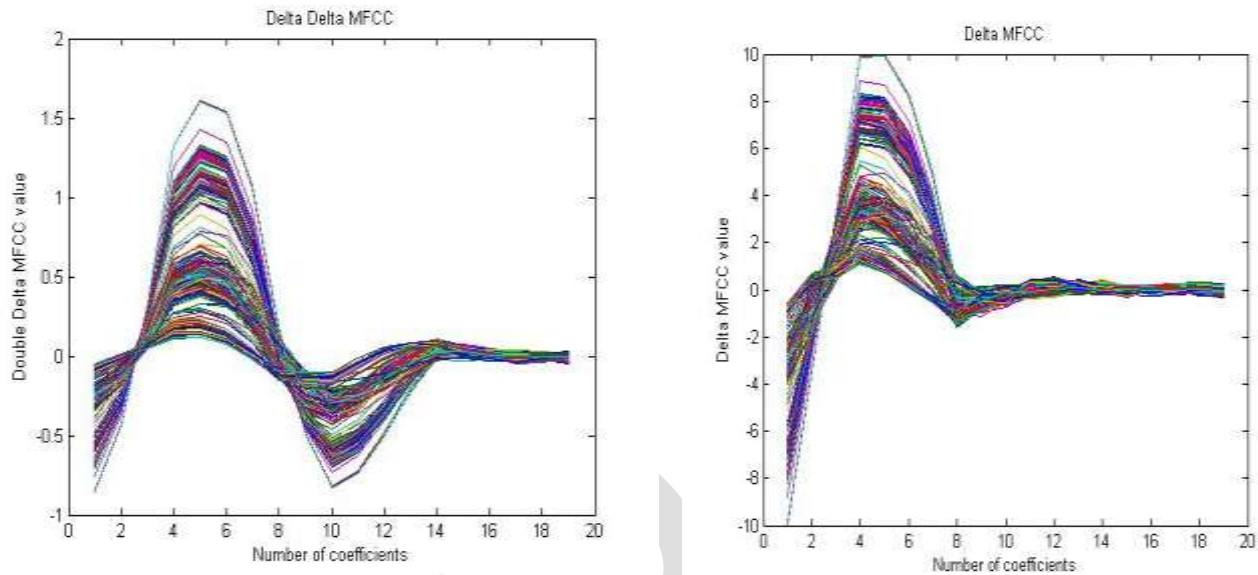 Delta Delta MFCC
2
1.5
1
0.5
0
-0.5
-1
Double Delta MFCC value
0 2 4 6 8 10 12 14 16 18 20
Number of coefficients
Delta MFCC
10
8
6
4
2
0
-2
-4
-6
-8
-10
Delta MFCC value
0 2 4 6 8 10 12 14 16 18 20
Number of coefficients